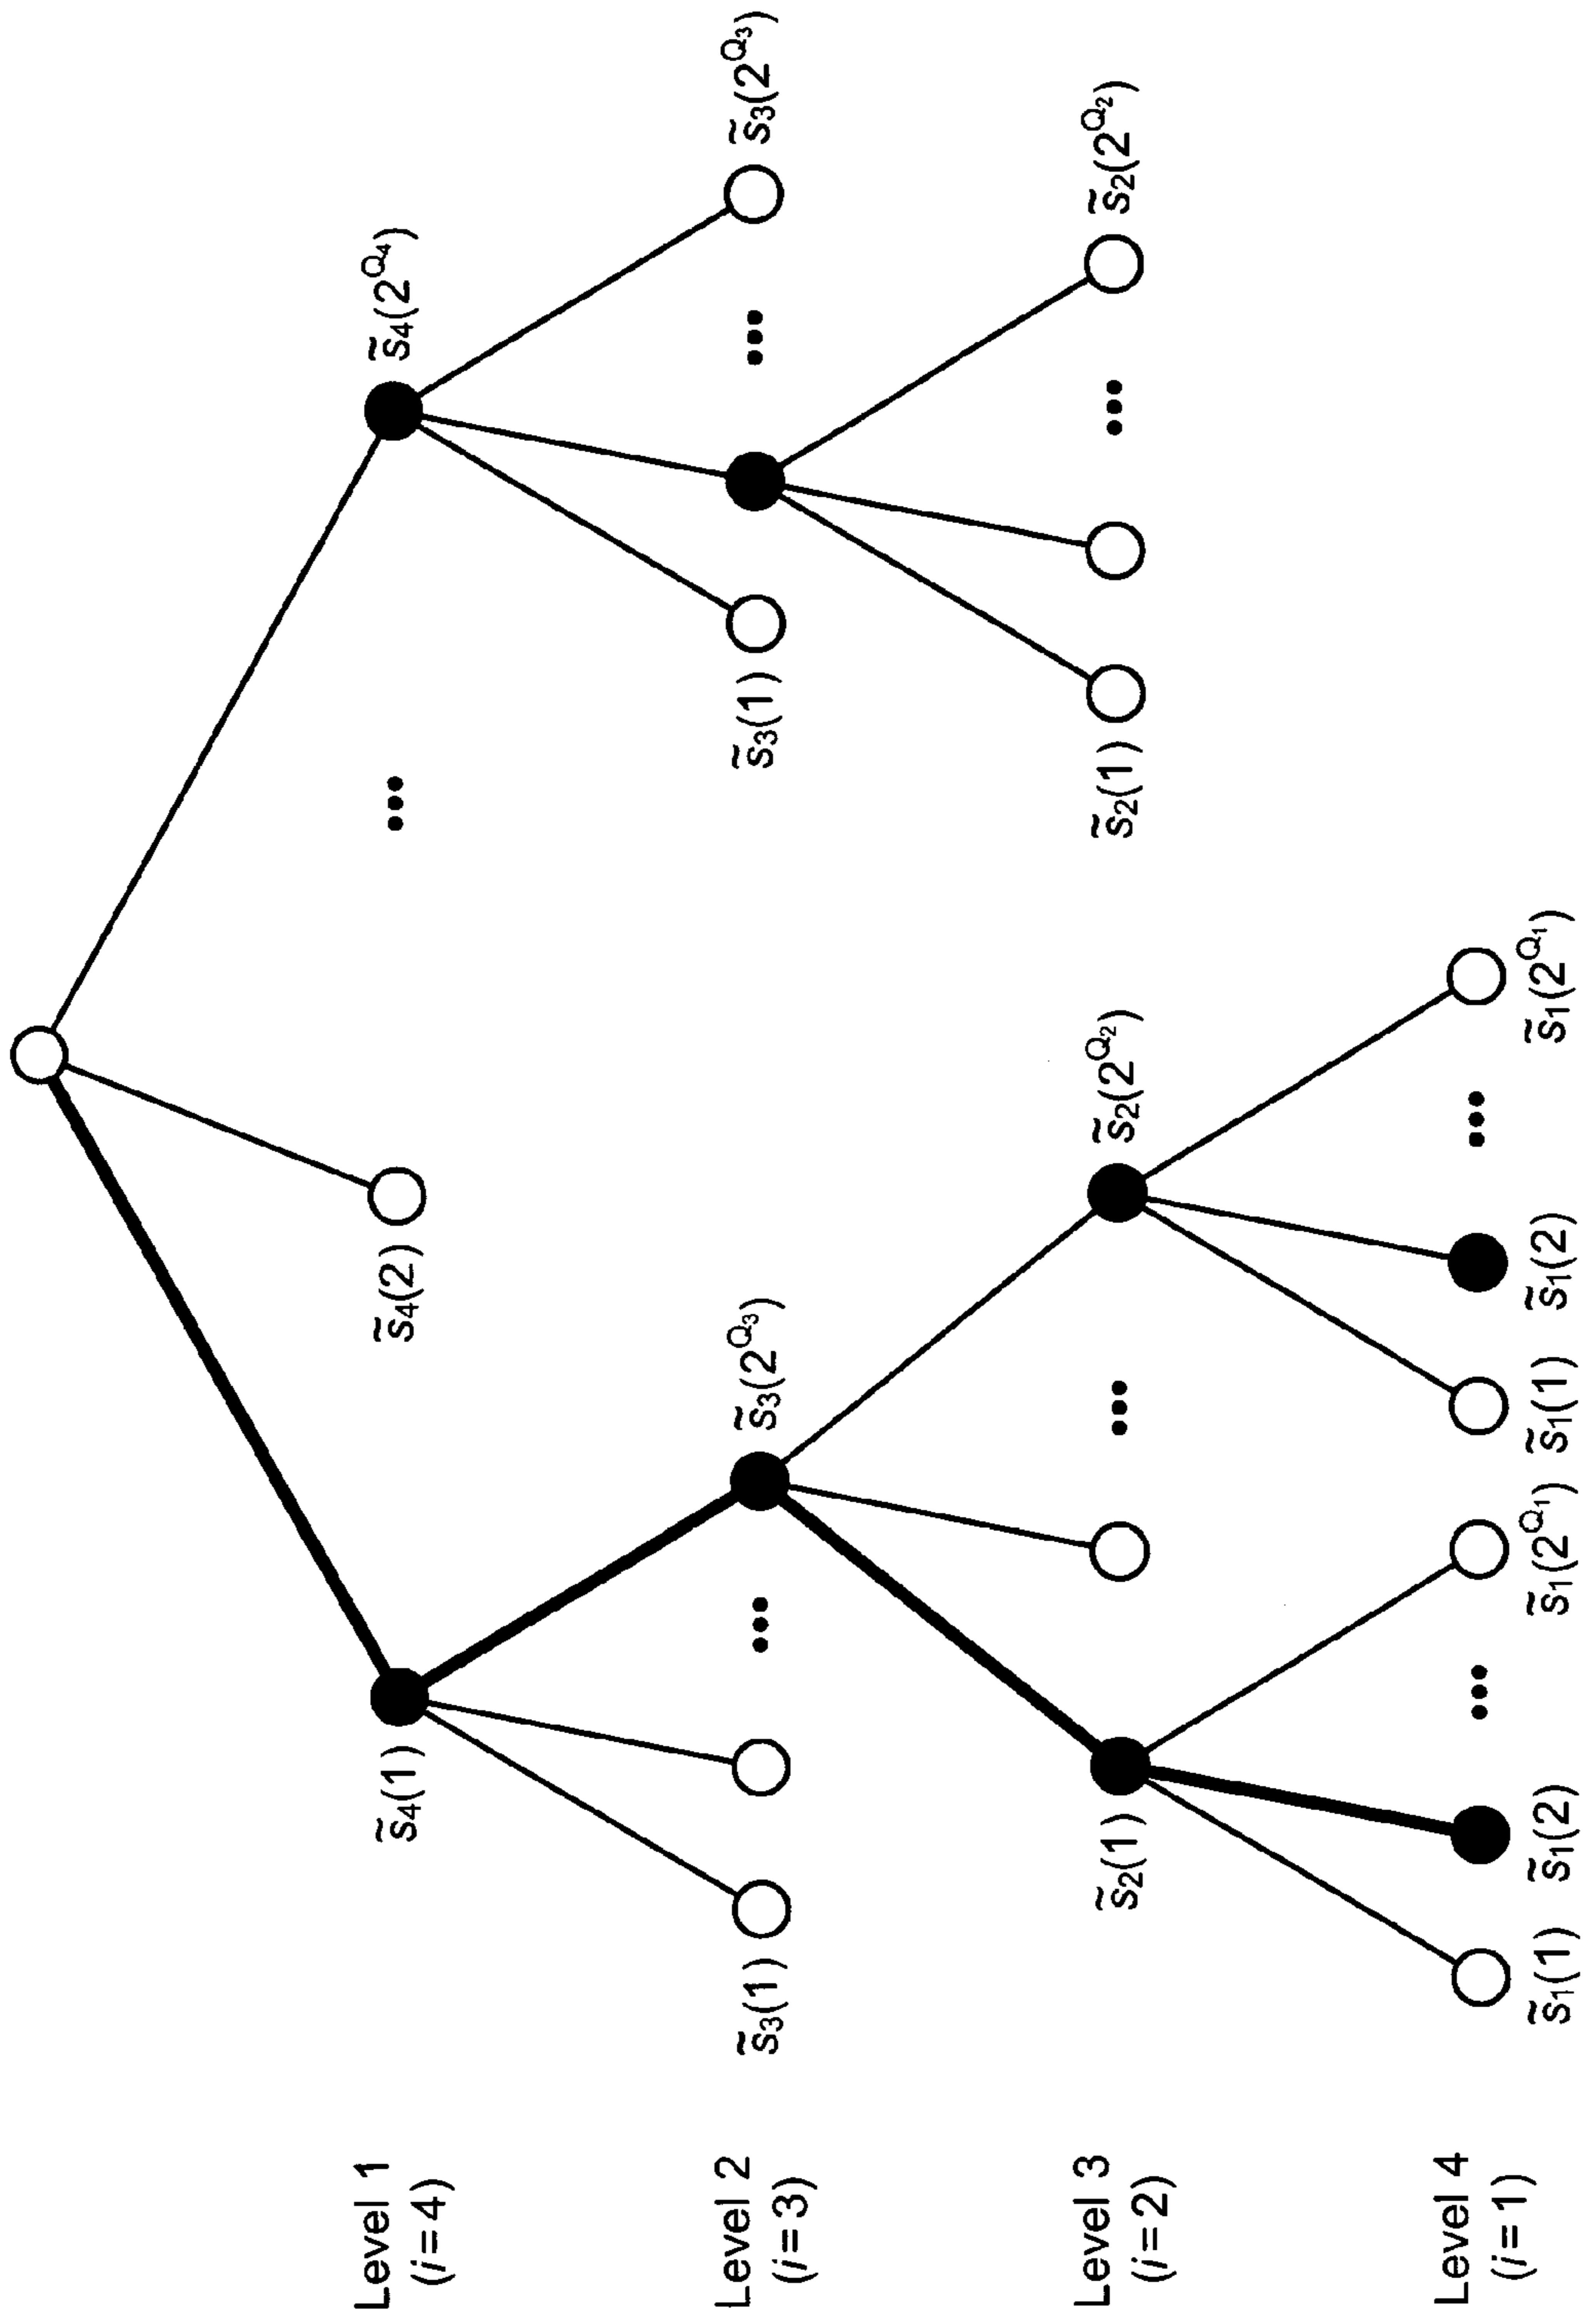 Level 1
(i=4)
s̃₄(1)
s̃₄(2)
•••
s̃₄(2^Q₄)
Level 2
(i=3)
s̃₃(1)
•••
s̃₃(2^Q₃)
s̃₃(1)
•••
s̃₃(2^Q₃)
Level 3
(i=2)
s̃₂(1)
•••
s̃₂(2^Q₂)
s̃₂(1)
•••
s̃₂(2^Q₂)
Level 4
(i=1)
•••
•••
s̃₁(1) s̃₁(2) s̃₁(2^Q₁) s̃₁(1) s̃₁(2) s̃₁(2^Q₁)